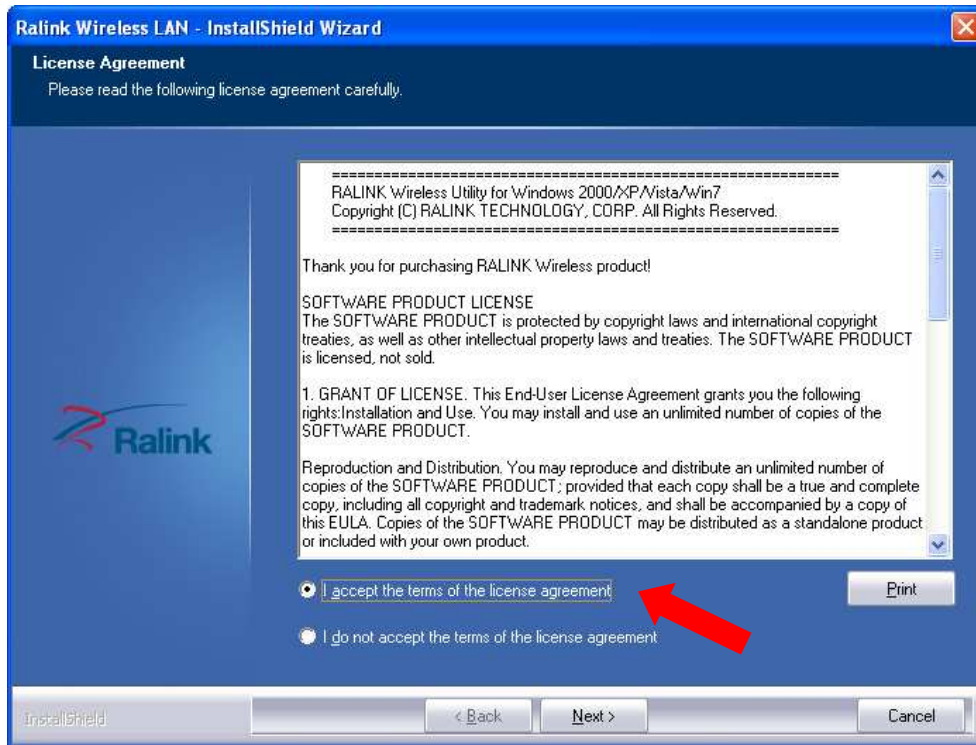 Ralink Wireless LAN - InstallShield Wizard
License Agreement
Please read the following license agreement carefully.
===========================================================
RALINK Wireless Utility for Windows 2000/XP/Vista/Win7
Copyright (C) RALINK TECHNOLOGY, CORP. All Rights Reserved.
===========================================================
Thank you for purchasing RALINK Wireless product!
SOFTWARE PRODUCT LICENSE
The SOFTWARE PRODUCT is protected by copyright laws and international copyright
treaties, as well as other intellectual property laws and treaties. The SOFTWARE PRODUCT
is licensed, not sold.
1. GRANT OF LICENSE. This End-User License Agreement grants you the following
rights:Installation and Use. You may install and use an unlimited number of copies of the
SOFTWARE PRODUCT.
Reproduction and Distribution. You may reproduce and distribute an unlimited number of
copies of the SOFTWARE PRODUCT; provided that each copy shall be a true and complete
copy, including all copyright and trademark notices, and shall be accompanied by a copy of
this EULA. Copies of the SOFTWARE PRODUCT may be distributed as a standalone product
or included with your own product.
Ralink
I accept the terms of the license agreement
Print
I do not accept the terms of the license agreement
InstallShield
< Back
Next >
Cancel